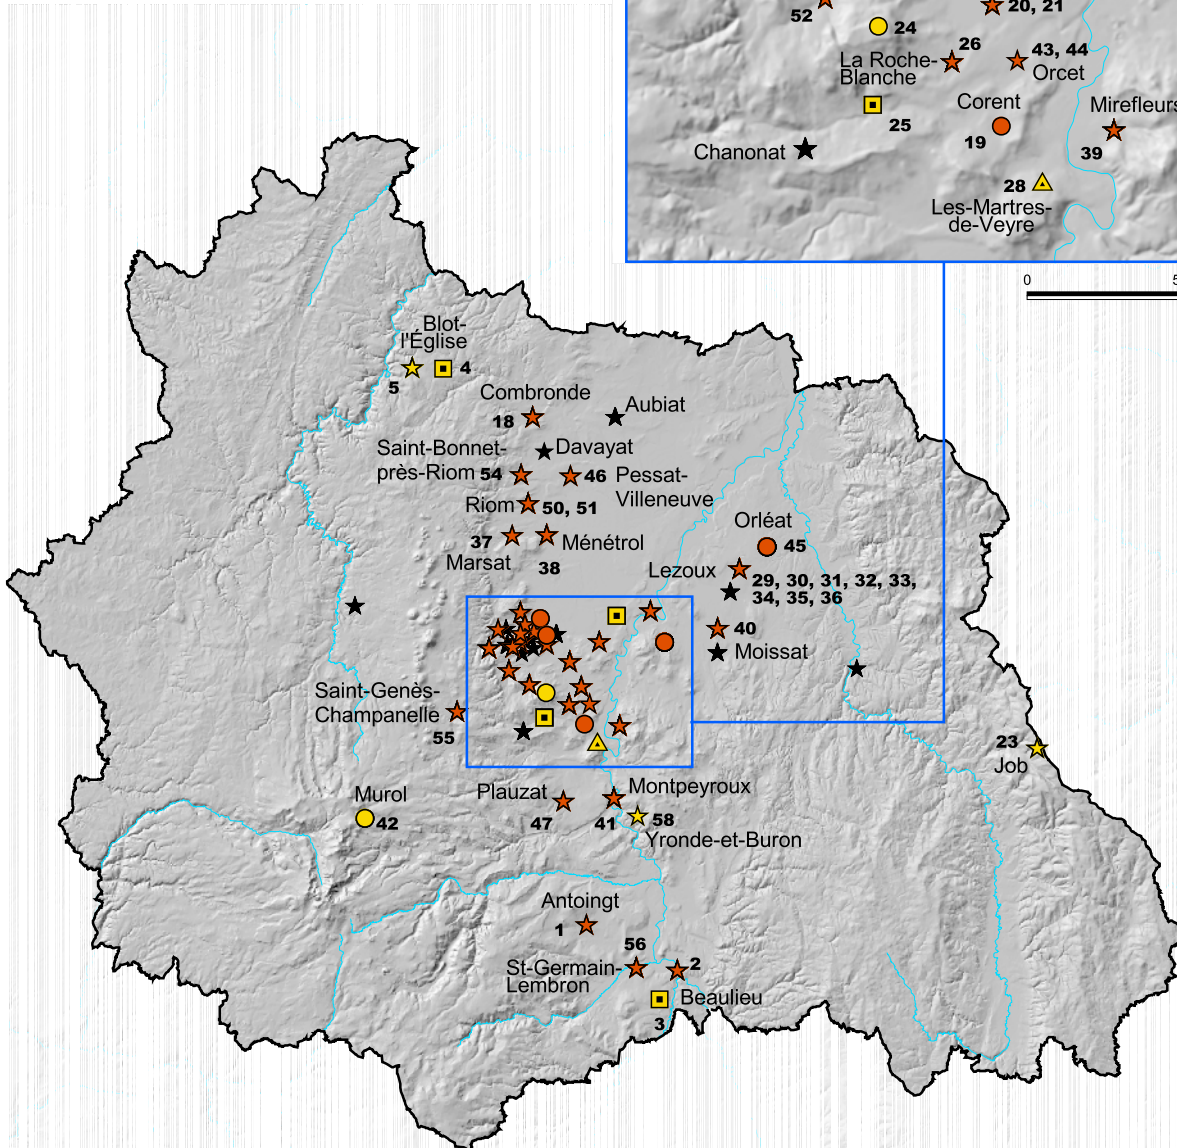 52
20, 21
24
26
43, 44
La Roche-
Blanche
Orcet
Corent
Mirefleurs
25
19
39
Chanonat
28
Les-Martres-
de-Veyre
0
5
Blot-
l'Église
4
5
Combronde
18
Aubiat
Davayat
Saint-Bonnet-
près-Riom 54
46 Pessat-
Villeneuve
Riom 50, 51
37
Marsat
Ménétrol
38
Orléat
45
Lezoux
29, 30, 31, 32, 33,
34, 35, 36
40
Moissat
Saint-Genès-
Champanelle
55
23
Job
Murol
42
Plauzat
47
Montpeyroux
41
58
Yronde-et-Buron
Antoingt
1
56
St-Germain-
Lembron
2
Beaulieu
3